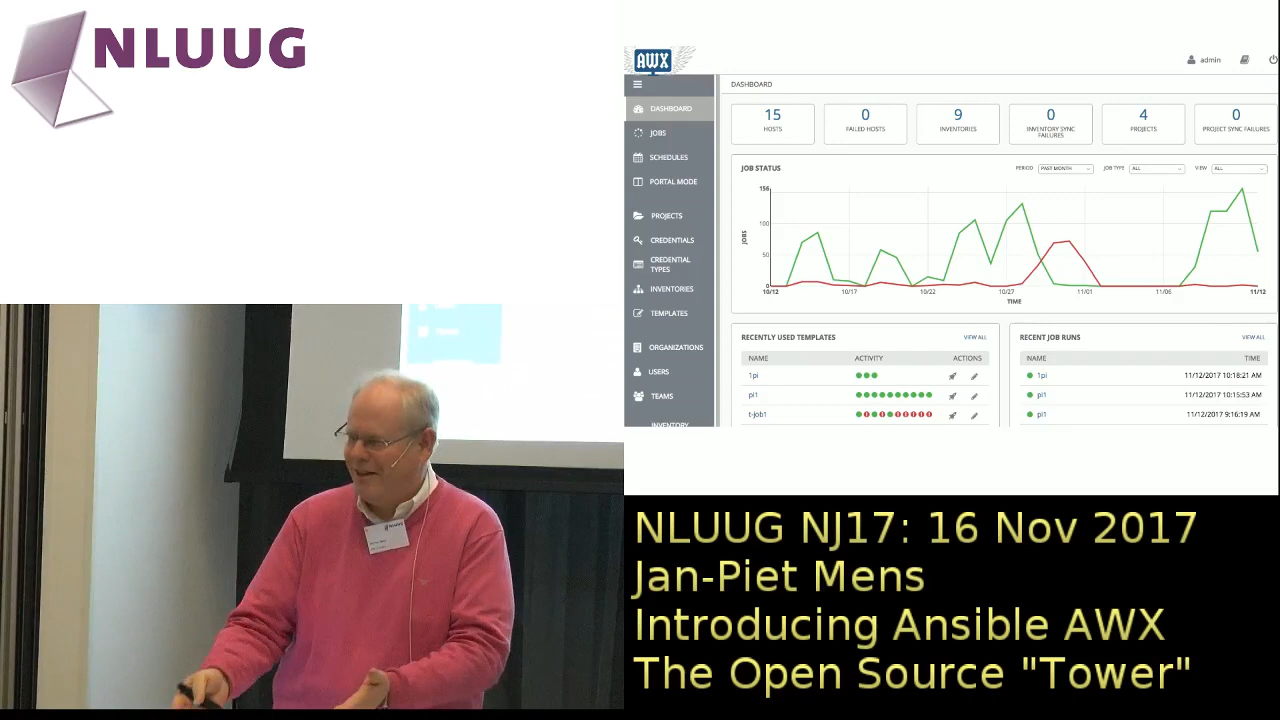 NLUUG
AWX
admin
DASHBOARD
DASHBOARD
JOBS
SCHEDULES
PORTAL MODE
PROJECTS
CREDENTIALS
CREDENTIAL
TYPES
INVENTORIES
TEMPLATES
ORGANIZATIONS
USERS
TEAMS
INVENTORY
15
HOSTS
0
FAILED HOSTS
9
INVENTORIES
0
INVENTORY SYNC
FAILURES
4
PROJECTS
0
PROJECT SYNC FAILURES
JOB STATUS
PERIOD PAST MONTH JOB TYPE ALL VIEW ALL
156
100
50
0
JOBS
10/12 10/17 10/22 10/27 11/01 11/06 11/12
TIME
RECENTLY USED TEMPLATES VIEW ALL
NAME ACTIVITY ACTIONS
1pi
pi1
t-job1
RECENT JOB RUNS VIEW ALL
NAME TIME
1pi 11/12/2017 10:18:21 AM
pi1 11/12/2017 10:15:53 AM
pi1 11/12/2017 9:16:19 AM
NLUUG
NLUUG NJ17: 16 Nov 2017
Jan-Piet Mens
Introducing Ansible AWX
The Open Source "Tower"